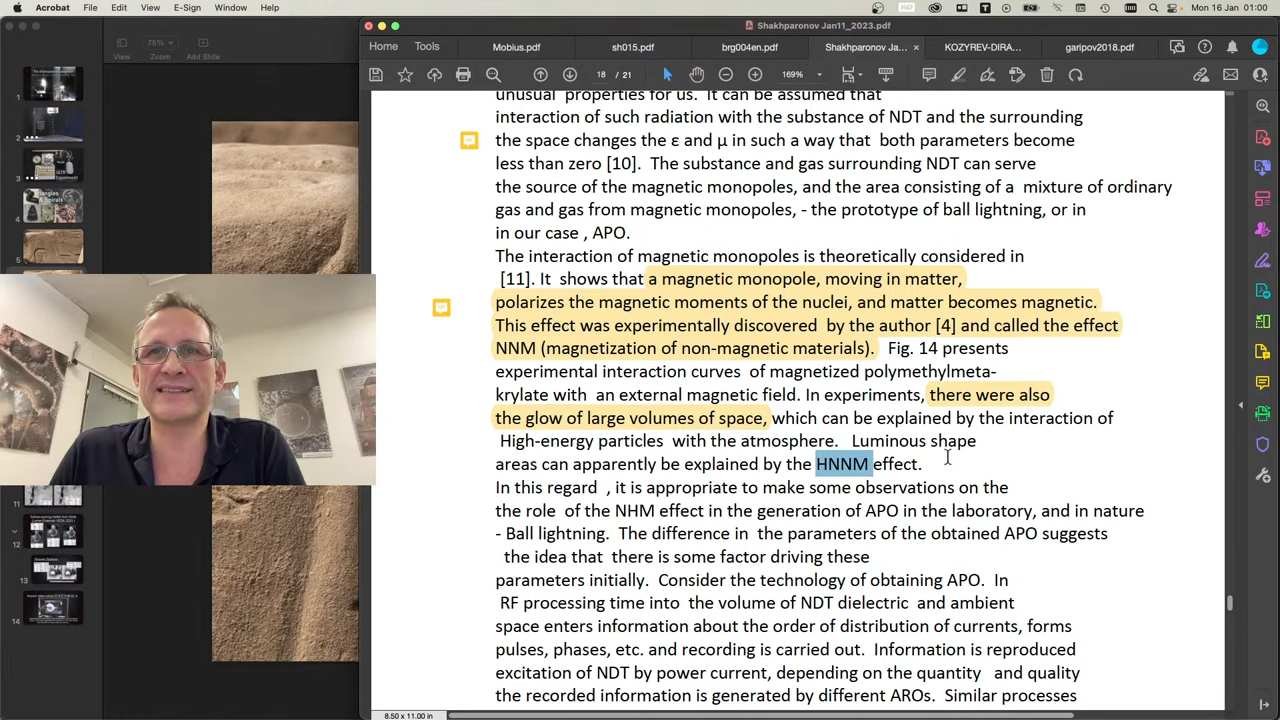 Acrobat File Edit View E-Sign Window Help
Mon 16 Jan 01:00
Shakhparonov Jan11_2023.pdf
75%
View Zoom Add Slide
Home Tools Mobius.pdf sh015.pdf brg004en.pdf Shakhparonov Ja... × KOZYREV-DIRA... garipov2018.pdf
18 / 21 169%
unusual properties for us. It can be assumed that
interaction of such radiation with the substance of NDT and the surrounding
the space changes the ε and μ in such a way that both parameters become
less than zero [10]. The substance and gas surrounding NDT can serve
the source of the magnetic monopoles, and the area consisting of a mixture of ordinary
gas and gas from magnetic monopoles, - the prototype of ball lightning, or in
in our case , APO.
The interaction of magnetic monopoles is theoretically considered in
[11]. It shows that a magnetic monopole, moving in matter,
polarizes the magnetic moments of the nuclei, and matter becomes magnetic.
This effect was experimentally discovered by the author [4] and called the effect
NNM (magnetization of non-magnetic materials). Fig. 14 presents
experimental interaction curves of magnetized polymethylmeta-
krylate with an external magnetic field. In experiments, there were also
the glow of large volumes of space, which can be explained by the interaction of
High-energy particles with the atmosphere. Luminous shape
areas can apparently be explained by the HNNM effect.
In this regard , it is appropriate to make some observations on the
the role of the NHM effect in the generation of APO in the laboratory, and in nature
- Ball lightning. The difference in the parameters of the obtained APO suggests
the idea that there is some factor driving these
parameters initially. Consider the technology of obtaining APO. In
RF processing time into the volume of NDT dielectric and ambient
space enters information about the order of distribution of currents, forms
pulses, phases, etc. and recording is carried out. Information is reproduced
excitation of NDT by power current, depending on the quantity and quality
the recorded information is generated by different AROs. Similar processes
8.50 x 11.00 in
1
2
3
4
5
11
12
13
14